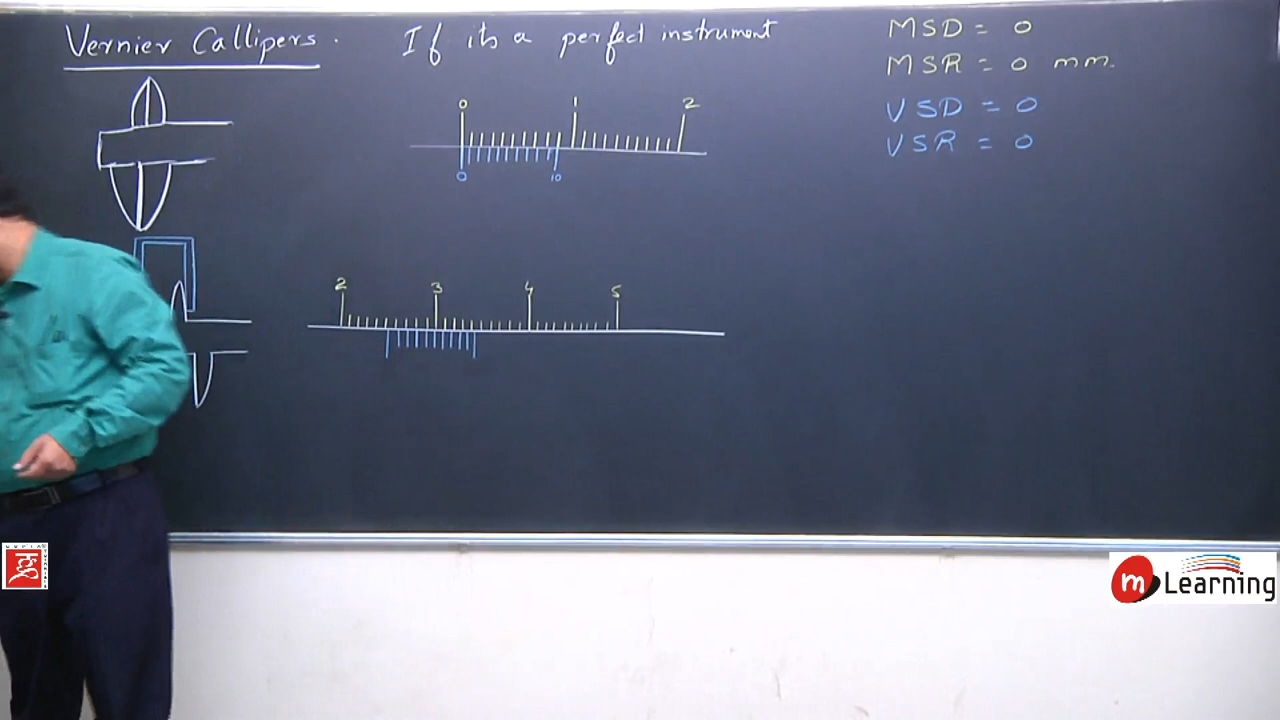 Vernier Callipers. If its a perfect instrument
MSD = 0
MSR = 0 mm.
VSD = 0
VSR = 0
0 1 2
0 10
2 3 4 5
m Learning